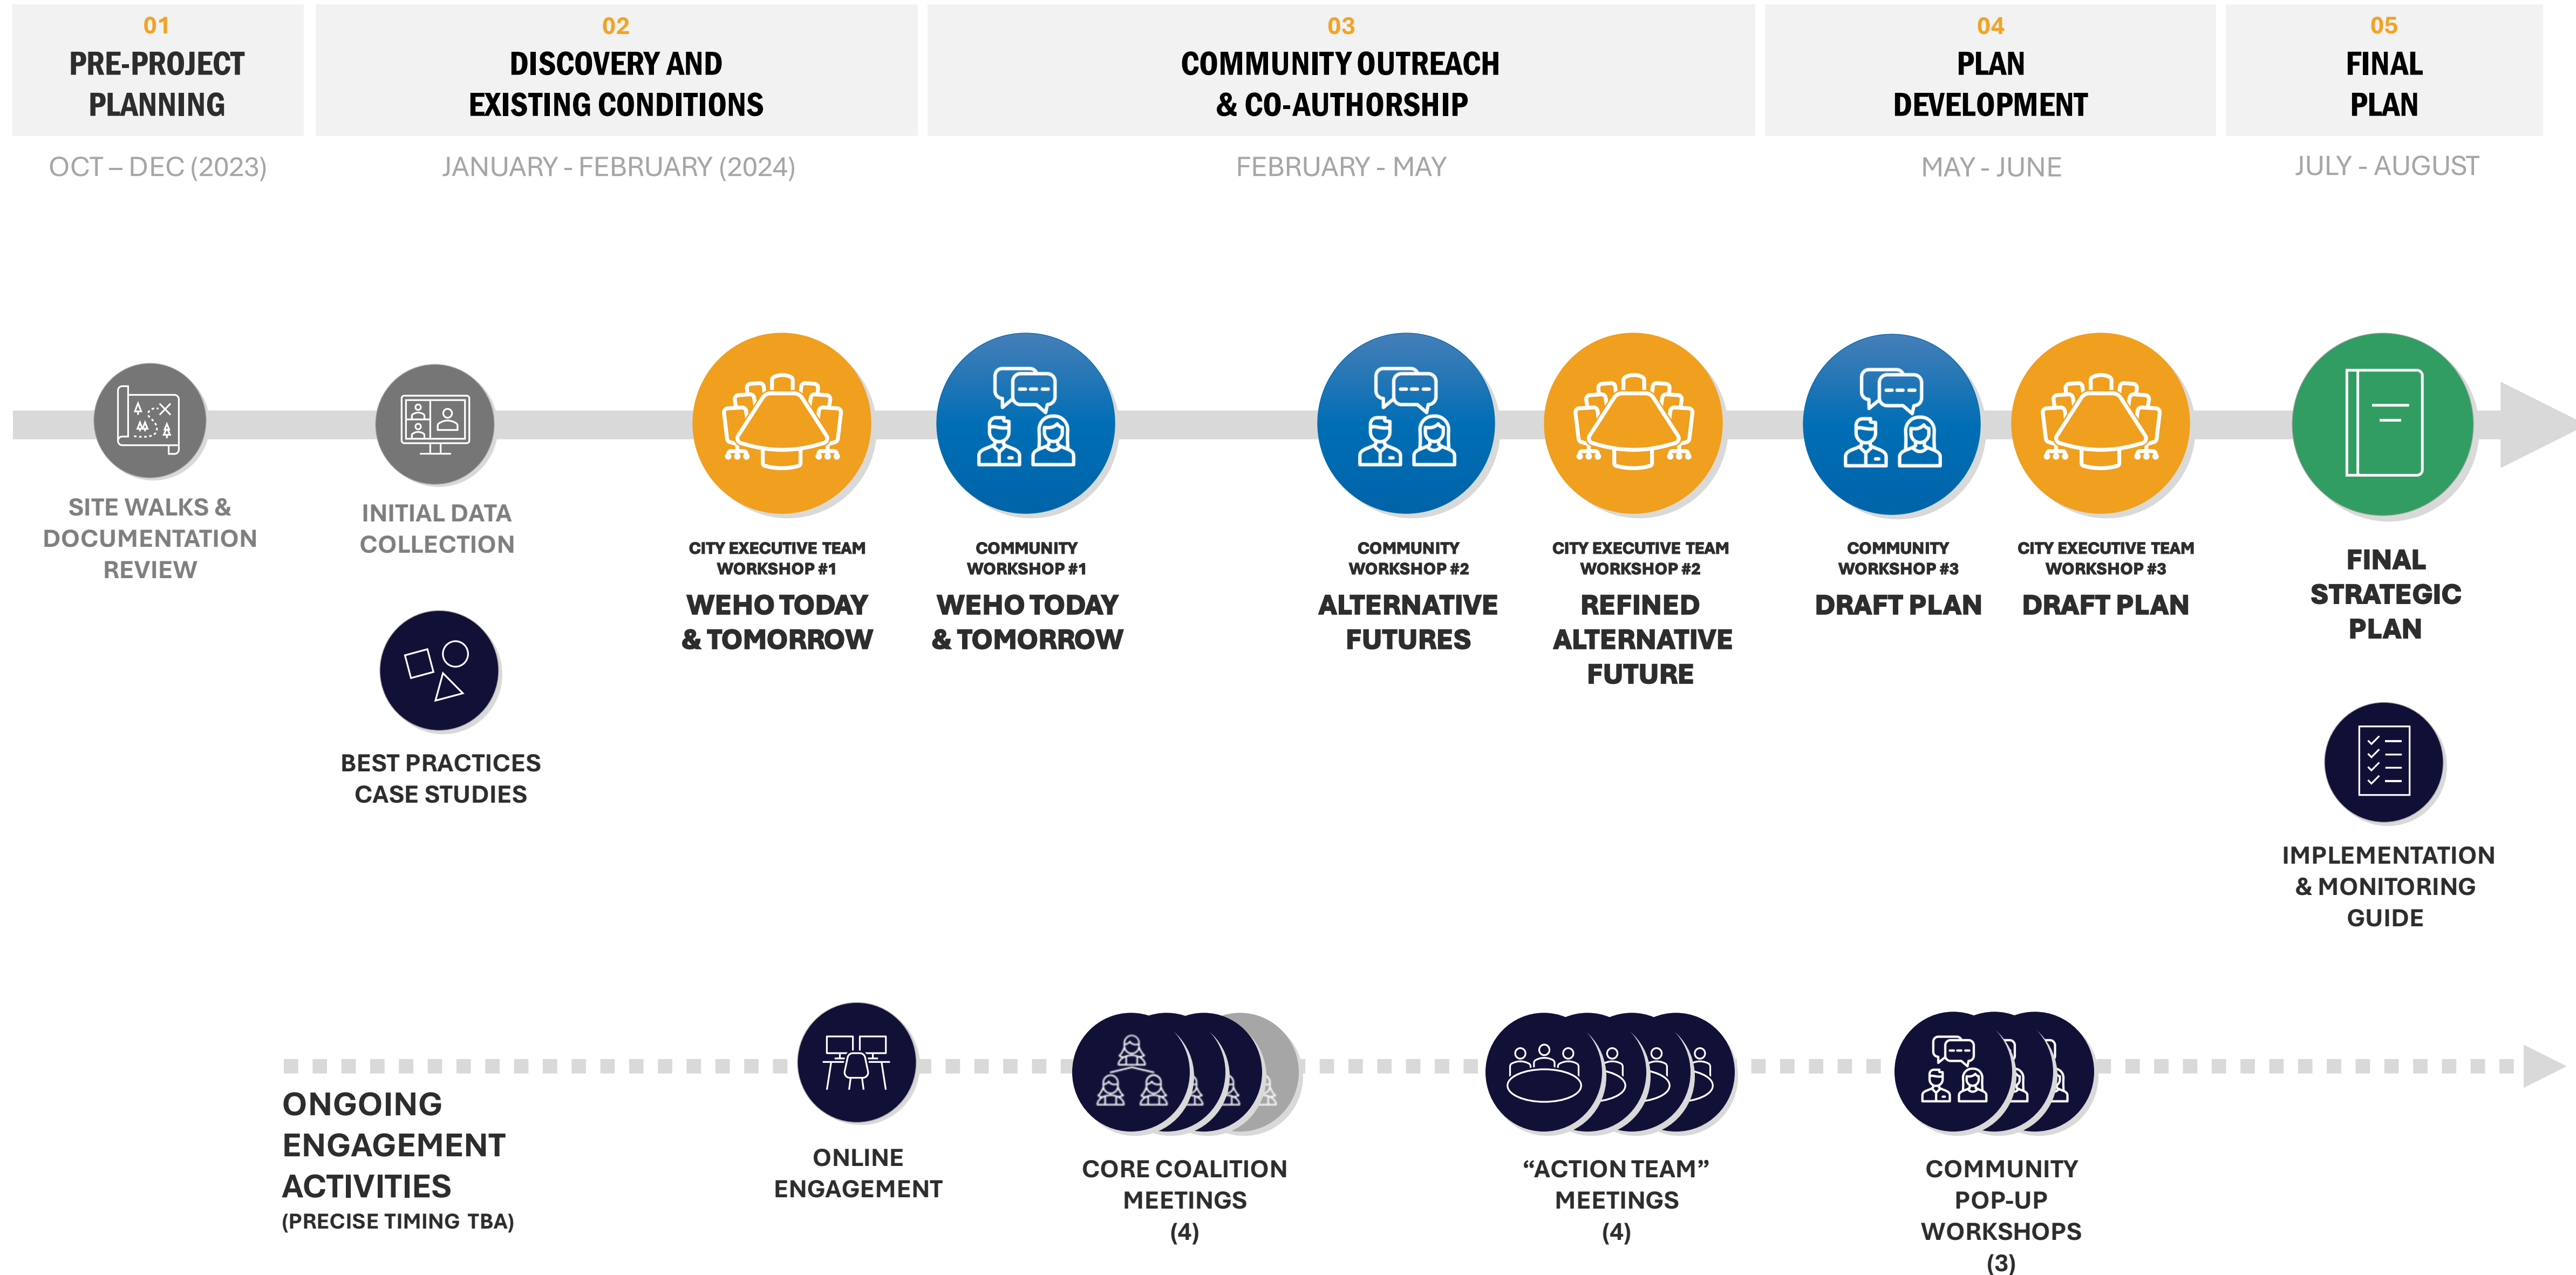 01
PRE-PROJECT
PLANNING
OCT – DEC (2023)
02
DISCOVERY AND
EXISTING CONDITIONS
JANUARY - FEBRUARY (2024)
03
COMMUNITY OUTREACH
& CO-AUTHORSHIP
FEBRUARY - MAY
04
PLAN
DEVELOPMENT
MAY - JUNE
05
FINAL
PLAN
JULY - AUGUST
SITE WALKS &
DOCUMENTATION
REVIEW
INITIAL DATA
COLLECTION
BEST PRACTICES
CASE STUDIES
CITY EXECUTIVE TEAM
WORKSHOP #1
WEHO TODAY
& TOMORROW
COMMUNITY
WORKSHOP #1
WEHO TODAY
& TOMORROW
COMMUNITY
WORKSHOP #2
ALTERNATIVE
FUTURES
CITY EXECUTIVE TEAM
WORKSHOP #2
REFINED
ALTERNATIVE
FUTURE
COMMUNITY
WORKSHOP #3
DRAFT PLAN
CITY EXECUTIVE TEAM
WORKSHOP #3
DRAFT PLAN
FINAL
STRATEGIC
PLAN
IMPLEMENTATION
& MONITORING
GUIDE
ONGOING
ENGAGEMENT
ACTIVITIES
(PRECISE TIMING TBA)
ONLINE
ENGAGEMENT
CORE COALITION
MEETINGS
(4)
“ACTION TEAM”
MEETINGS
(4)
COMMUNITY
POP-UP
WORKSHOPS
(3)